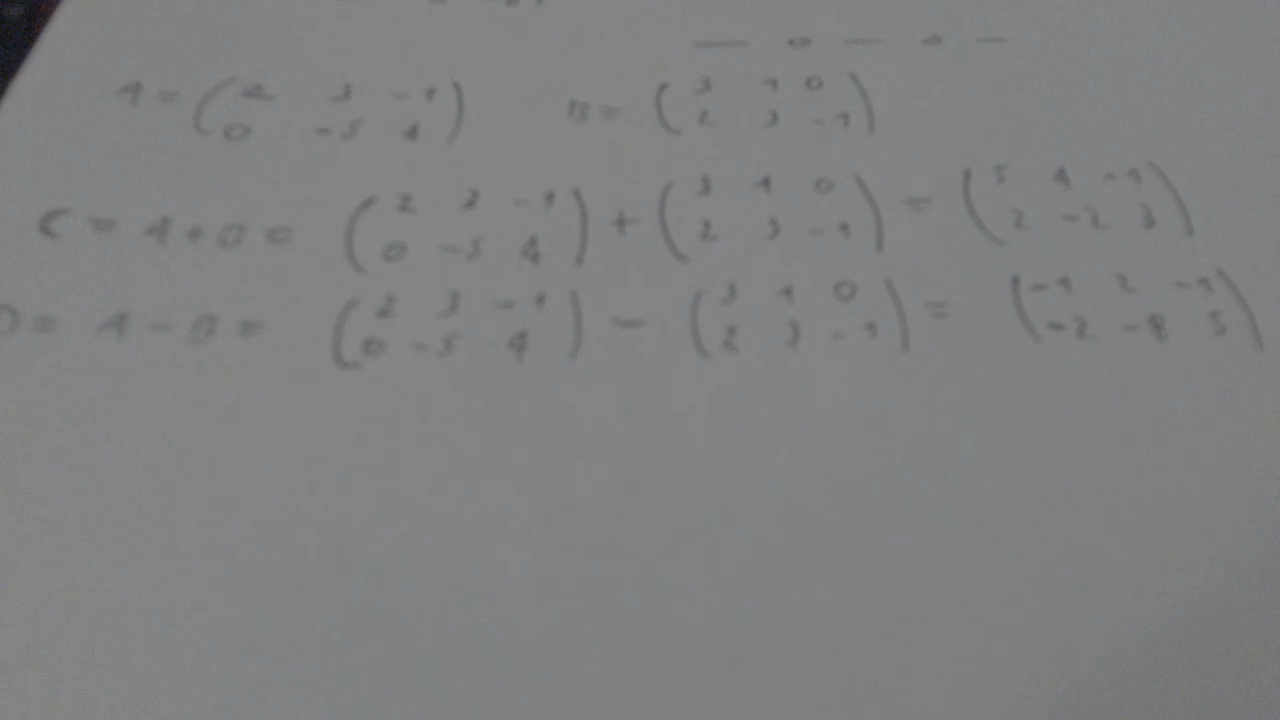 A = ( 2 3 -1 ) B = ( 3 1 0 )
( 0 -5 4 ) ( 2 3 -1 )
C = A + B = ( 2 3 -1 ) + ( 3 1 0 ) = ( 5 4 -1 )
( 0 -5 4 ) ( 2 3 -1 ) ( 2 -2 3 )
D = A - B = ( 2 3 -1 ) - ( 3 1 0 ) = ( -1 2 -1 )
( 0 -5 4 ) ( 2 3 -1 ) ( -2 -8 5 )